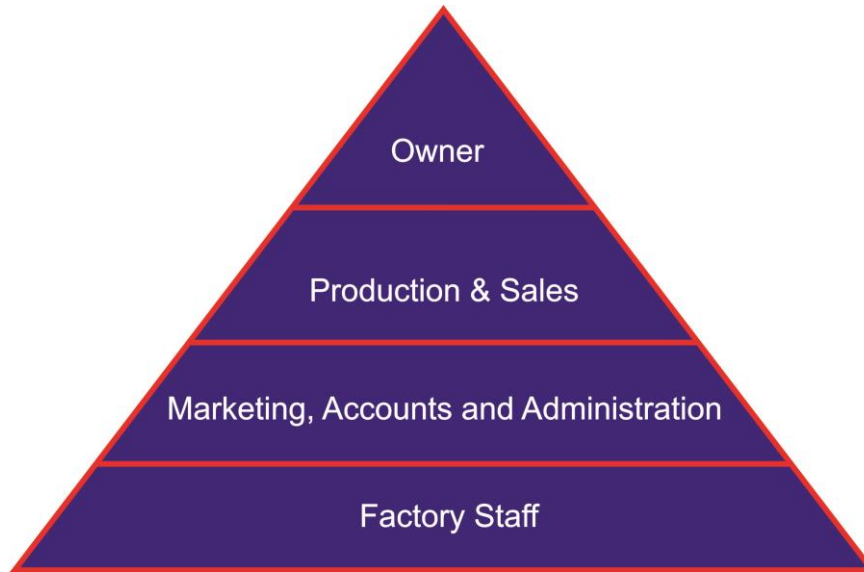 Owner
Production & Sales
Marketing, Accounts and Administration
Factory Staff